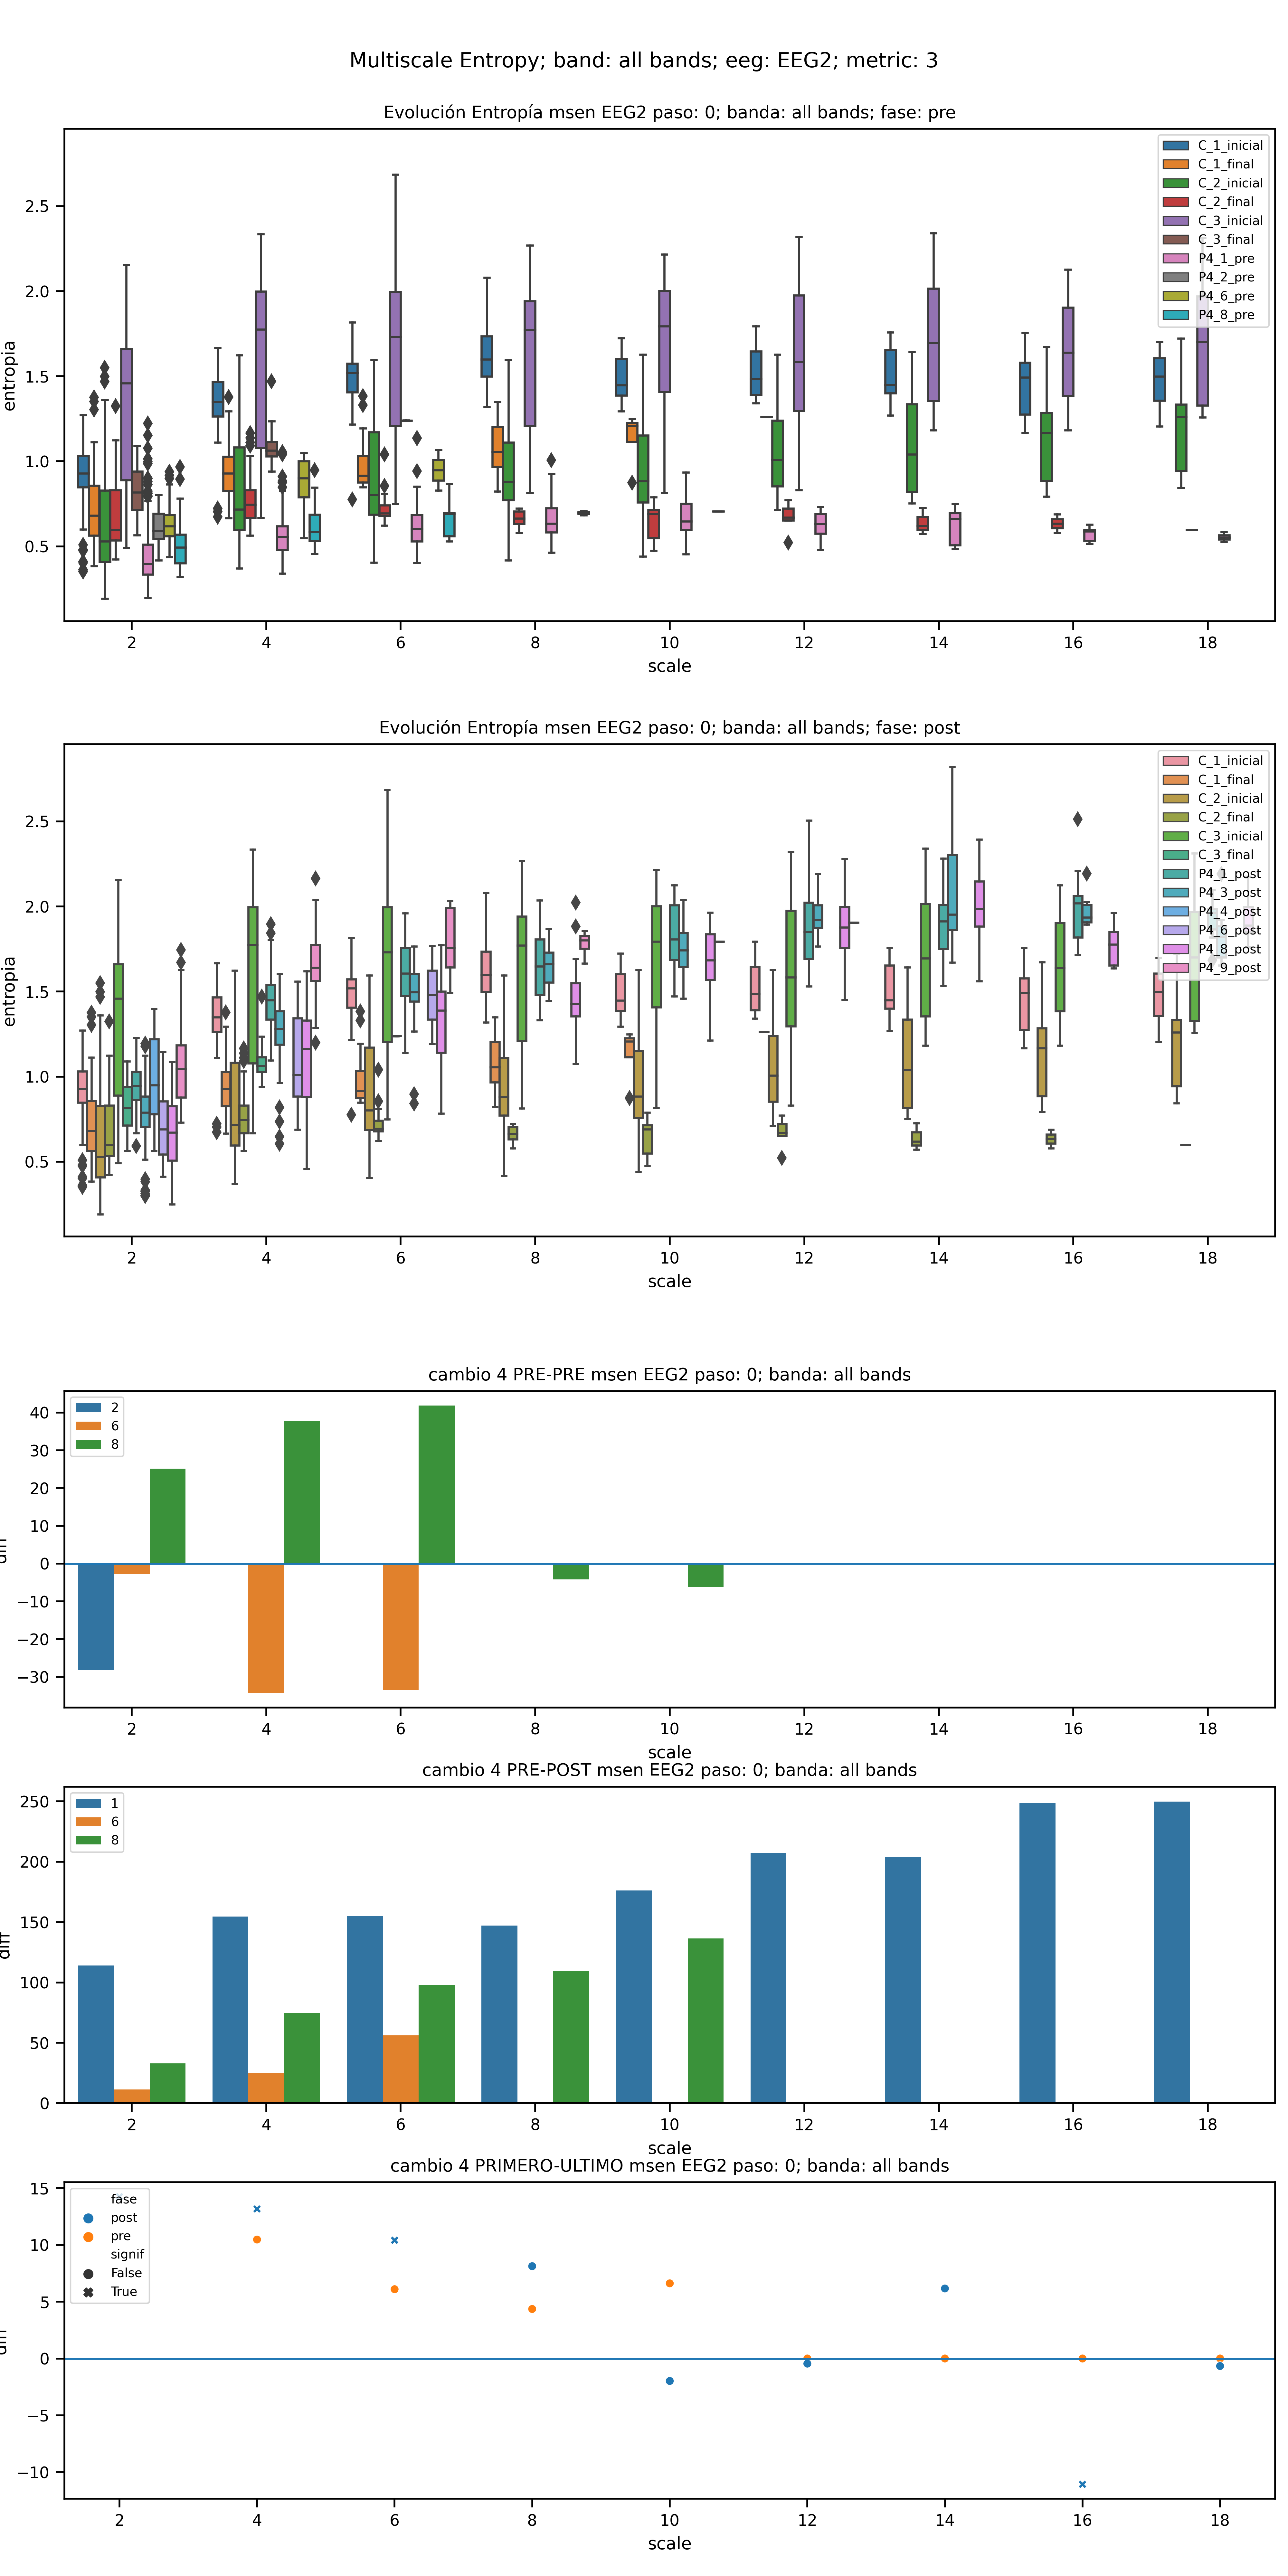 Multiscale Entropy; band: all bands; eeg: EEG2; metric: 3
Evolución Entropía msen EEG2 paso: 0; banda: all bands; fase: pre
entropia
2.5
2.0
1.5
1.0
0.5
C_1_inicial
C_1_final
C_2_inicial
C_2_final
C_3_inicial
C_3_final
P4_1_pre
P4_2_pre
P4_6_pre
P4_8_pre
2 4 6 8 10 12 14 16 18
scale
Evolución Entropía msen EEG2 paso: 0; banda: all bands; fase: post
entropia
2.5
2.0
1.5
1.0
0.5
C_1_inicial
C_1_final
C_2_inicial
C_2_final
C_3_inicial
C_3_final
P4_1_post
P4_3_post
P4_4_post
P4_6_post
P4_8_post
P4_9_post
2 4 6 8 10 12 14 16 18
scale
cambio 4 PRE-PRE msen EEG2 paso: 0; banda: all bands
40
30
20
10
0
−10
−20
−30
2
6
8
2 4 6 8 10 12 14 16 18
scale
cambio 4 PRE-POST msen EEG2 paso: 0; banda: all bands
diff
250
200
150
100
50
0
1
6
8
2 4 6 8 10 12 14 16 18
scale
cambio 4 PRIMERO-ULTIMO msen EEG2 paso: 0; banda: all bands
15
10
5
0
−5
−10
fase
post
pre
signif
False
True
2 4 6 8 10 12 14 16 18
scale